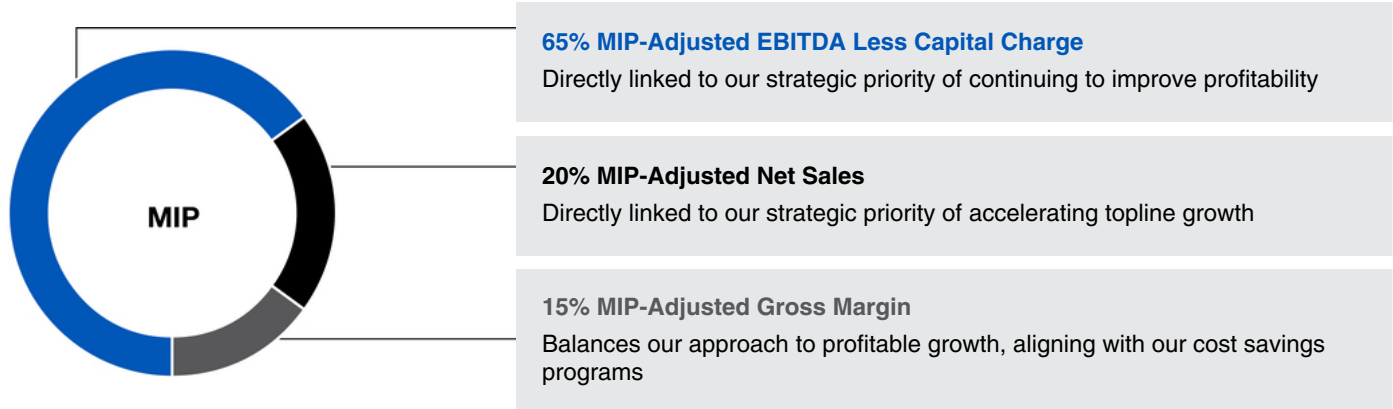 MIP
65% MIP-Adjusted EBITDA Less Capital Charge
Directly linked to our strategic priority of continuing to improve profitability
20% MIP-Adjusted Net Sales
Directly linked to our strategic priority of accelerating topline growth
15% MIP-Adjusted Gross Margin
Balances our approach to profitable growth, aligning with our cost savings
programs